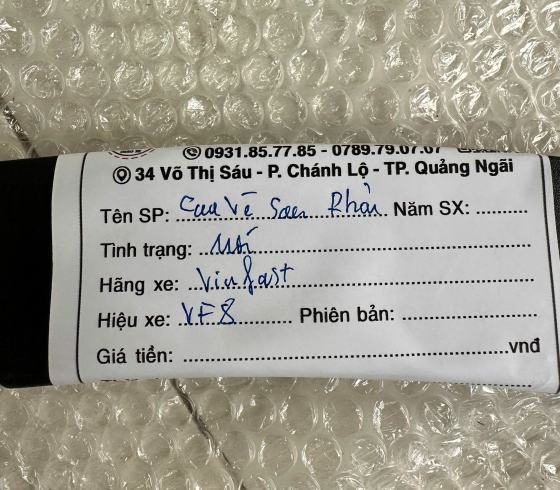 0931.85.77.85 - 0789.79.07.07
34 Võ Thị Sáu - P. Chánh Lộ - TP. Quảng Ngãi
Tên SP: Cua Vè Sau Phải Năm SX:
Tình trạng: Mới
Hãng xe: Vinfast
Hiệu xe: VF8 Phiên bản:
Giá tiền: vnđ